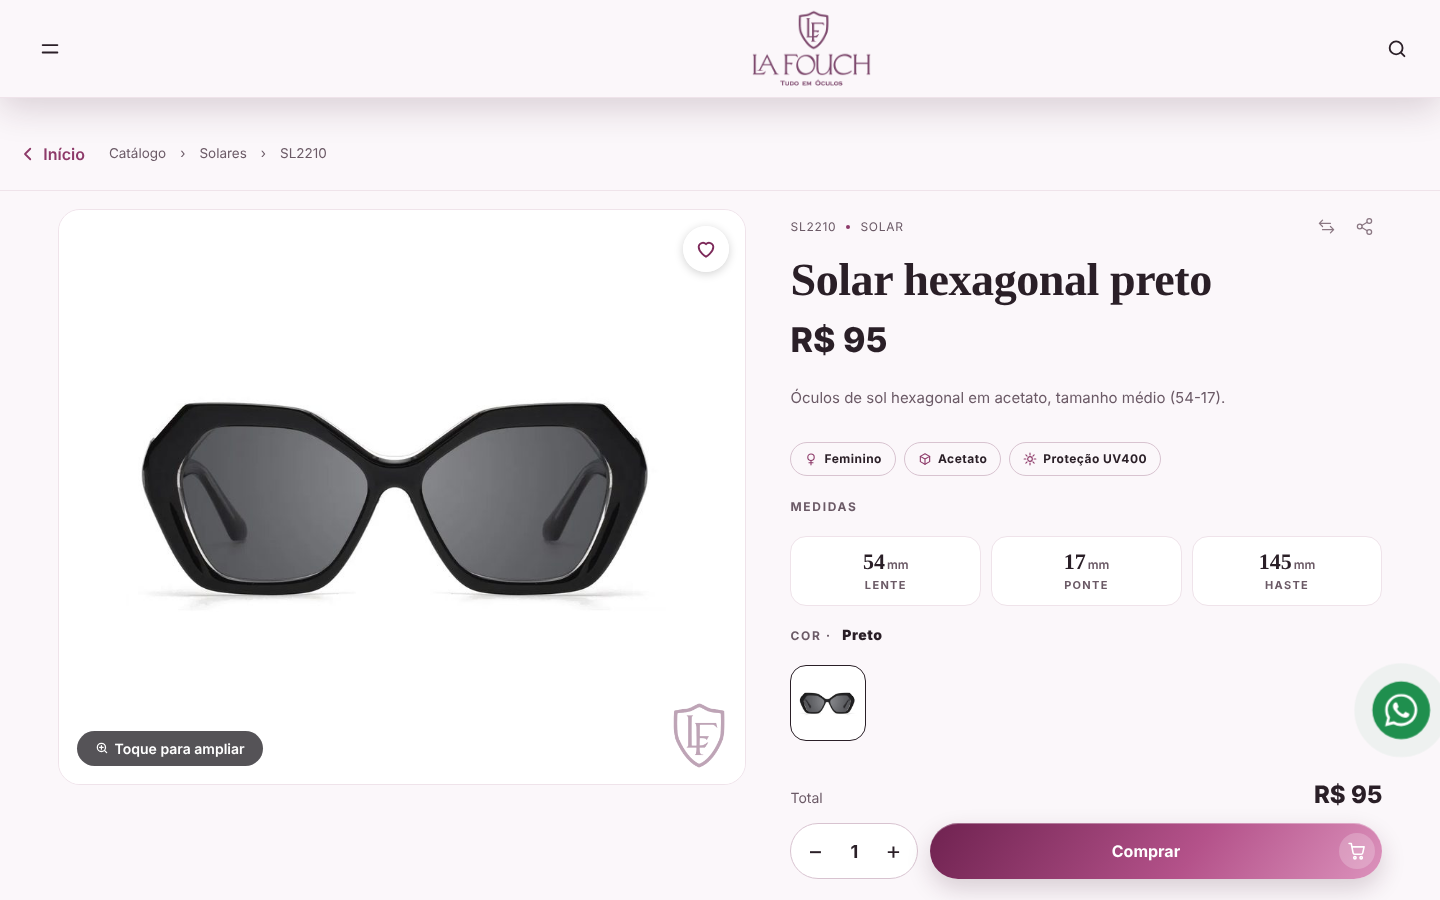 LF
LA FOUCH
TUDO EM ÓCULOS
Início
Catálogo › Solares › SL2210
SL2210 • SOLAR
Solar hexagonal preto
R$ 95
Óculos de sol hexagonal em acetato, tamanho médio (54-17).
Feminino
Acetato
Proteção UV400
MEDIDAS
54 mm
LENTE
17 mm
PONTE
145 mm
HASTE
COR · Preto
Toque para ampliar
LF
Total
R$ 95
− 1 +
Comprar